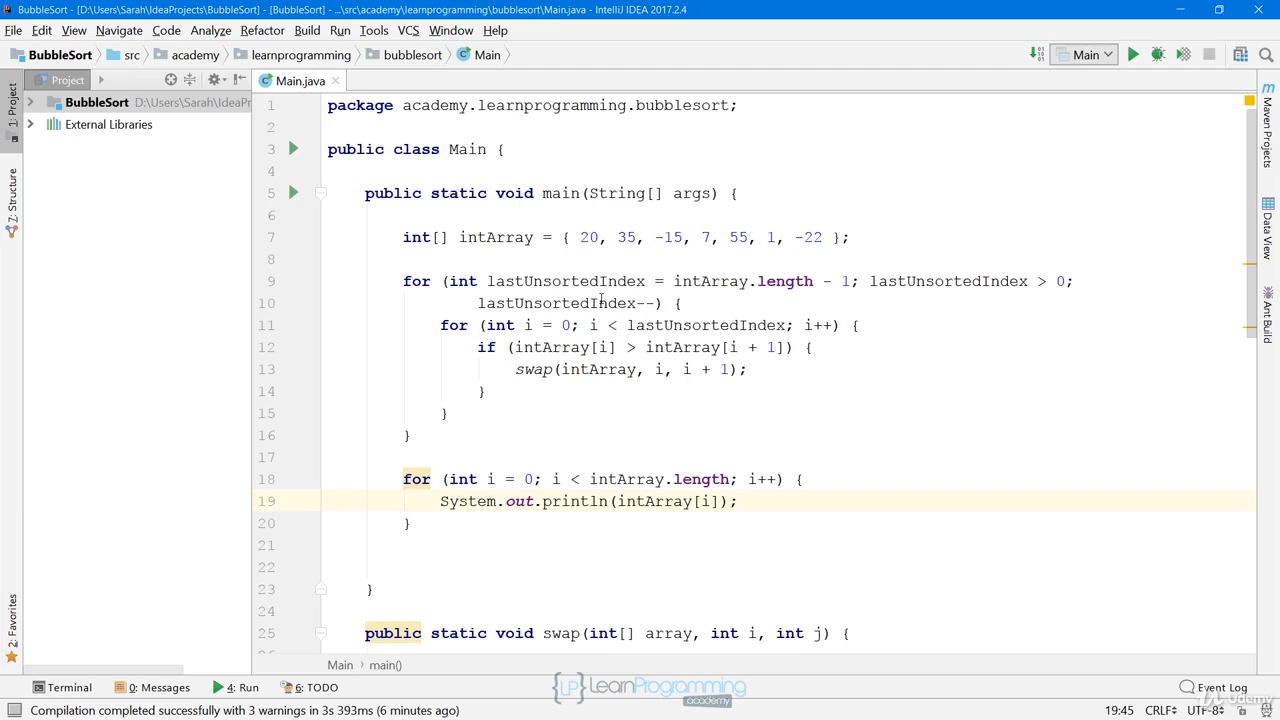 BubbleSort - [D:\Users\Sarah\IdeaProjects\BubbleSort] - [BubbleSort] - ...\src\academy\learnprogramming\bubblesort\Main.java - IntelliJ IDEA 2017.2.4
File Edit View Navigate Code Analyze Refactor Build Run Tools VCS Window Help
BubbleSort src academy learnprogramming bubblesort Main Main
Project Main.java
1: Project
7: Structure
2: Favorites
BubbleSort D:\Users\Sarah\IdeaPr
External Libraries
1 package academy.learnprogramming.bubblesort;
2
3 public class Main {
4
5 public static void main(String[] args) {
6
7 int[] intArray = { 20, 35, -15, 7, 55, 1, -22 };
8
9 for (int lastUnsortedIndex = intArray.length - 1; lastUnsortedIndex > 0;
10 lastUnsortedIndex--) {
11 for (int i = 0; i < lastUnsortedIndex; i++) {
12 if (intArray[i] > intArray[i + 1]) {
13 swap(intArray, i, i + 1);
14 }
15 }
16 }
17
18 for (int i = 0; i < intArray.length; i++) {
19 System.out.println(intArray[i]);
20 }
21
22
23 }
24
25 public static void swap(int[] array, int i, int j) {
Maven Projects
Data View
Ant Build
Main main()
Terminal 0: Messages 4: Run 6: TODO Event Log
LP LearnProgramming
academy
Udemy
Compilation completed successfully with 3 warnings in 3s 393ms (6 minutes ago) 19:45 CRLF UTF-8